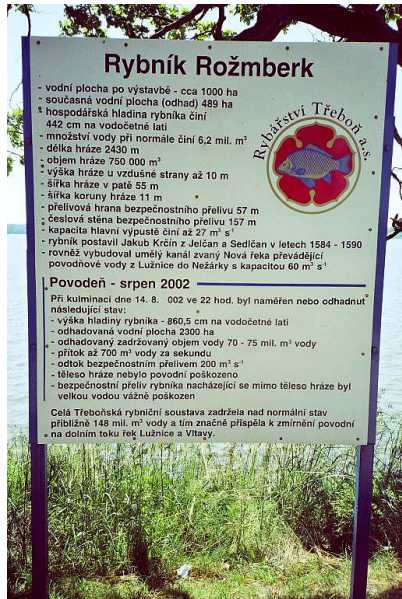 Rybník Rožmberk
- vodní plocha po výstavbě - cca 1000 ha
- současná vodní plocha (odhad) 489 ha
- hospodářská hladina rybníka činí
442 cm na vodočetné lati
- množství vody při normále činí 6,2 mil. m³
- délka hráze 2430 m
- objem hráze 750 000 m³
- výška hráze u vzdušné strany až 10 m
- šířka hráze v patě 55 m
- šířka koruny hráze 11 m
- přelivová hrana bezpečnostního přelivu 57 m
- česlová stěna bezpečnostního přelivu 157 m
- kapacita hlavní výpustě činí až 27 m³ s⁻¹
- rybník postavil Jakub Krčín z Jelčan a Sedlčan v letech 1584 - 1590
- rovněž vybudoval umělý kanál zvaný Nová řeka převádějící
povodňové vody z Lužnice do Nežárky s kapacitou 60 m³ s⁻¹
Rybářství Třeboň a.s.
Povodeň - srpen 2002
Při kulminaci dne 14. 8. 002 ve 22 hod. byl naměřen nebo odhadnut
následující stav:
- výška hladiny rybníka - 860,5 cm na vodočetné lati
- odhadovaná vodní plocha 2300 ha
- odhadovaný zadržovaný objem vody 70 - 75 mil. m³ vody
- přítok až 700 m³ vody za sekundu
- odtok bezpečnostním přelivem 200 m³ s⁻¹
- těleso hráze nebylo povodní poškozeno
- bezpečnostní přeliv rybníka nacházející se mimo těleso hráze byl
velkou vodou vážně poškozen
Celá Třeboňská rybniční soustava zadržela nad normální stav
přibližně 148 mil. m³ vody a tím značně přispěla k zmírnění povodní
na dolním toku řek Lužnice a Vltavy.